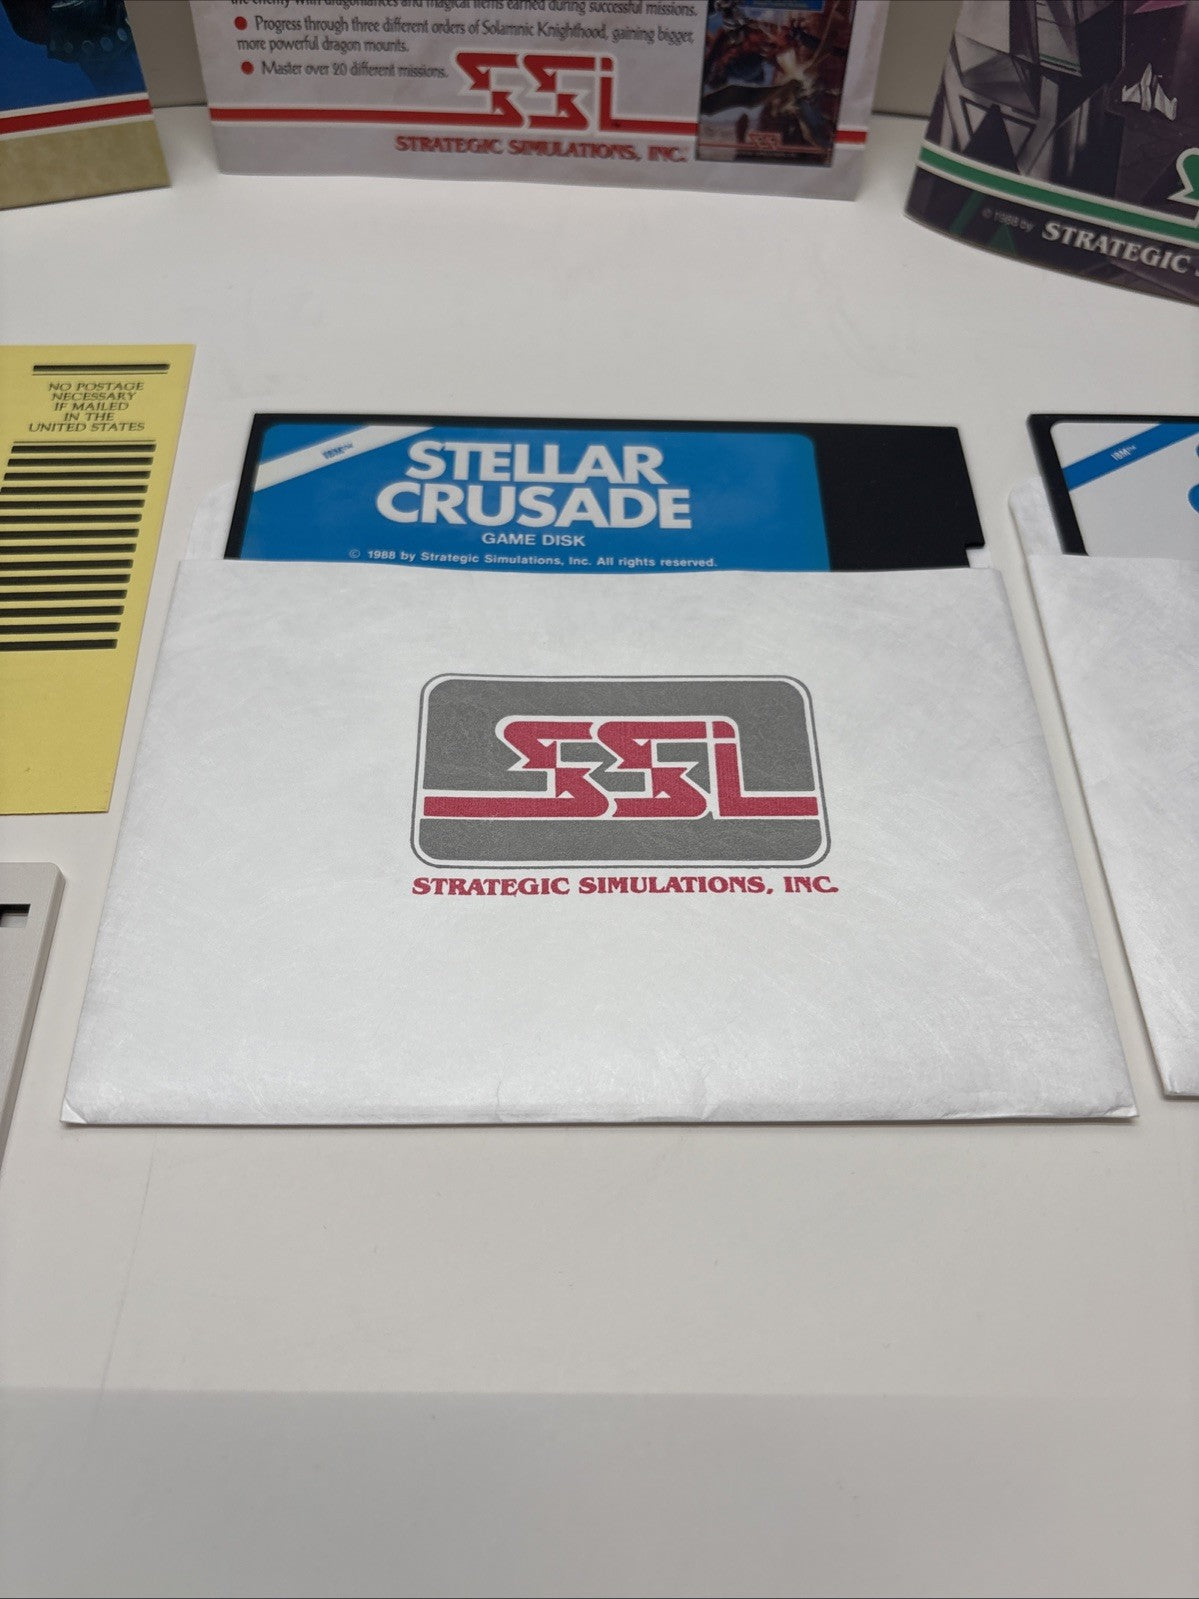 the enemy with dragonlances and magical items earned during successful missions.
● Progress through three different orders of Solamnic Knighthood, gaining bigger,
more powerful dragon mounts.
● Master over 20 different missions.
SSI
STRATEGIC SIMULATIONS, INC.
© 1988 by STRATEGIC
NO POSTAGE
NECESSARY
IF MAILED
IN THE
UNITED STATES
IBM™
STELLAR
CRUSADE
GAME DISK
© 1988 by Strategic Simulations, Inc. All rights reserved.
IBM™
SSI
STRATEGIC SIMULATIONS, INC.